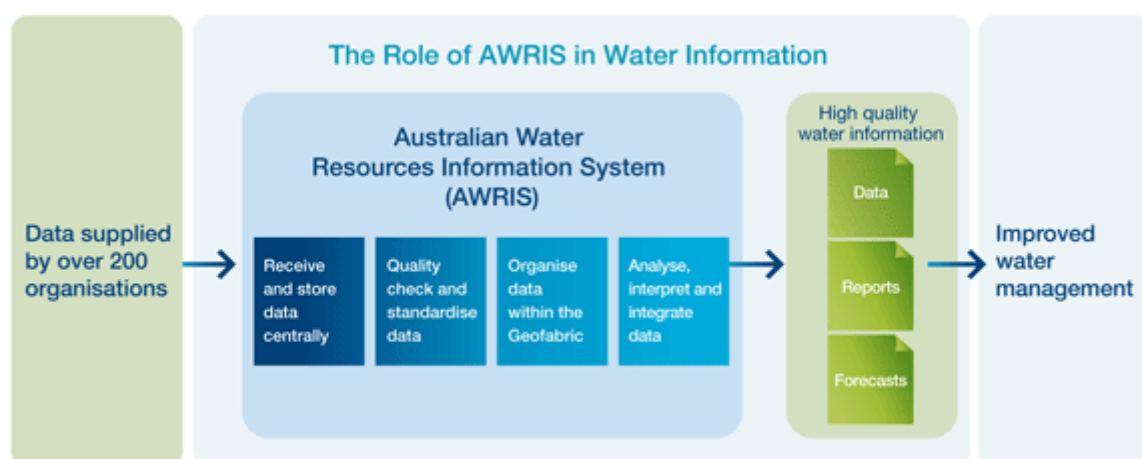 The Role of AWRIS in Water Information
Data supplied
by over 200
organisations
Australian Water
Resources Information System
(AWRIS)
Receive
and store
data
centrally
Quality
check and
standardise
data
Organise
data
within the
Geofabric
Analyse,
interpret and
integrate
data
High quality
water information
Data
Reports
Forecasts
Improved
water
management